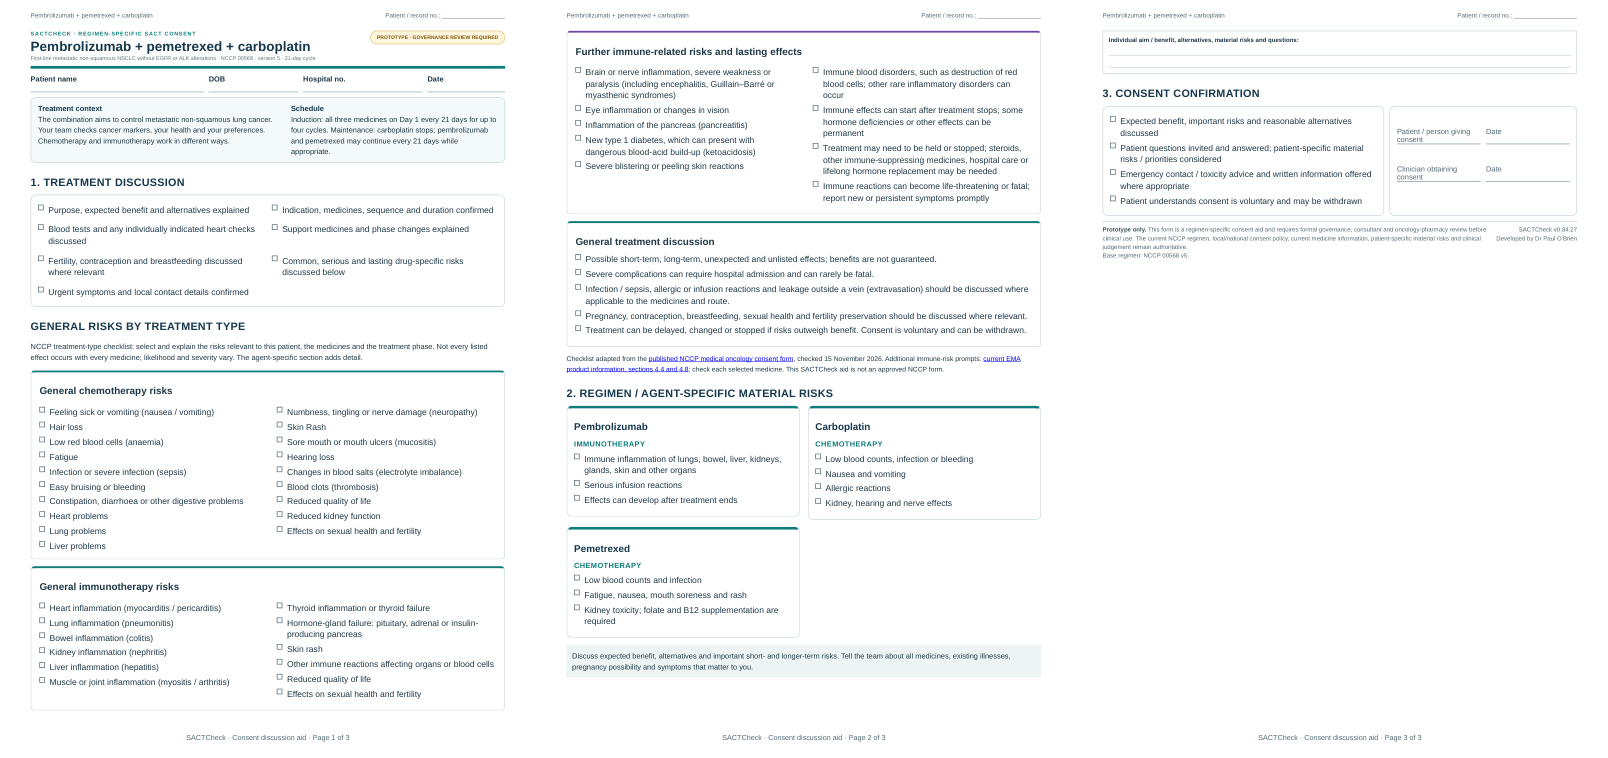 Pembrolizumab + pemetrexed + carboplatin
Patient / record no.: _______________
SACTCHECK · REGIMEN-SPECIFIC SACT CONSENT
PROTOTYPE · GOVERNANCE REVIEW REQUIRED
Pembrolizumab + pemetrexed + carboplatin
First-line metastatic non-squamous NSCLC without EGFR or ALK alterations · NCCP 00568 · version 5 · 21-day cycle
Patient name
DOB
Hospital no.
Date
Treatment context
The combination aims to control metastatic non-squamous lung cancer.
Your team checks cancer markers, your health and your preferences.
Chemotherapy and immunotherapy work in different ways.
Schedule
Induction: all three medicines on Day 1 every 21 days for up to
four cycles. Maintenance: carboplatin stops; pembrolizumab
and pemetrexed may continue every 21 days while
appropriate.
1. TREATMENT DISCUSSION
Purpose, expected benefit and alternatives explained
Indication, medicines, sequence and duration confirmed
Blood tests and any individually indicated heart checks
discussed
Support medicines and phase changes explained
Fertility, contraception and breastfeeding discussed
where relevant
Common, serious and lasting drug-specific risks
discussed below
Urgent symptoms and local contact details confirmed
GENERAL RISKS BY TREATMENT TYPE
NCCP treatment-type checklist: select and explain the risks relevant to this patient, the medicines and the treatment phase. Not every listed
effect occurs with every medicine; likelihood and severity vary. The agent-specific section adds detail.
General chemotherapy risks
Feeling sick or vomiting (nausea / vomiting)
Hair loss
Low red blood cells (anaemia)
Fatigue
Infection or severe infection (sepsis)
Easy bruising or bleeding
Constipation, diarrhoea or other digestive problems
Heart problems
Lung problems
Liver problems
Numbness, tingling or nerve damage (neuropathy)
Skin Rash
Sore mouth or mouth ulcers (mucositis)
Hearing loss
Changes in blood salts (electrolyte imbalance)
Blood clots (thrombosis)
Reduced quality of life
Reduced kidney function
Effects on sexual health and fertility
General immunotherapy risks
Heart inflammation (myocarditis / pericarditis)
Lung inflammation (pneumonitis)
Bowel inflammation (colitis)
Kidney inflammation (nephritis)
Liver inflammation (hepatitis)
Muscle or joint inflammation (myositis / arthritis)
Thyroid inflammation or thyroid failure
Hormone-gland failure: pituitary, adrenal or insulin-
producing pancreas
Skin rash
Other immune reactions affecting organs or blood cells
Reduced quality of life
Effects on sexual health and fertility
SACTCheck · Consent discussion aid · Page 1 of 3
Pembrolizumab + pemetrexed + carboplatin
Patient / record no.: _______________
Further immune-related risks and lasting effects
Brain or nerve inflammation, severe weakness or
paralysis (including encephalitis, Guillain–Barré or
myasthenic syndromes)
Eye inflammation or changes in vision
Inflammation of the pancreas (pancreatitis)
New type 1 diabetes, which can present with
dangerous blood-acid build-up (ketoacidosis)
Severe blistering or peeling skin reactions
Immune blood disorders, such as destruction of red
blood cells; other rare inflammatory disorders can
occur
Immune effects can start after treatment stops; some
hormone deficiencies or other effects can be
permanent
Treatment may need to be held or stopped; steroids,
other immune-suppressing medicines, hospital care or
lifelong hormone replacement may be needed
Immune reactions can become life-threatening or fatal;
report new or persistent symptoms promptly
General treatment discussion
Possible short-term, long-term, unexpected and unlisted effects; benefits are not guaranteed.
Severe complications can require hospital admission and can rarely be fatal.
Infection / sepsis, allergic or infusion reactions and leakage outside a vein (extravasation) should be discussed where
applicable to the medicines and route.
Pregnancy, contraception, breastfeeding, sexual health and fertility preservation should be discussed where relevant.
Treatment can be delayed, changed or stopped if risks outweigh benefit. Consent is voluntary and can be withdrawn.
Checklist adapted from the published NCCP medical oncology consent form, checked 15 November 2026. Additional immune-risk prompts: current EMA
product information, sections 4.4 and 4.8; check each selected medicine. This SACTCheck aid is not an approved NCCP form.
2. REGIMEN / AGENT-SPECIFIC MATERIAL RISKS
Pembrolizumab
IMMUNOTHERAPY
Immune inflammation of lungs, bowel, liver, kidneys,
glands, skin and other organs
Serious infusion reactions
Effects can develop after treatment ends
Carboplatin
CHEMOTHERAPY
Low blood counts, infection or bleeding
Nausea and vomiting
Allergic reactions
Kidney, hearing and nerve effects
Pemetrexed
CHEMOTHERAPY
Low blood counts and infection
Fatigue, nausea, mouth soreness and rash
Kidney toxicity; folate and B12 supplementation are
required
Discuss expected benefit, alternatives and important short- and longer-term risks. Tell the team about all medicines, existing illnesses,
pregnancy possibility and symptoms that matter to you.
SACTCheck · Consent discussion aid · Page 2 of 3
Pembrolizumab + pemetrexed + carboplatin
Patient / record no.: _______________
Individual aim / benefit, alternatives, material risks and questions:
3. CONSENT CONFIRMATION
Expected benefit, important risks and reasonable alternatives
discussed
Patient questions invited and answered; patient-specific material
risks / priorities considered
Emergency contact / toxicity advice and written information offered
where appropriate
Patient understands consent is voluntary and may be withdrawn
Patient / person giving
consent
Date
Clinician obtaining
consent
Date
Prototype only. This form is a regimen-specific consent aid and requires formal governance, consultant and oncology-pharmacy review before
clinical use. The current NCCP regimen, local/national consent policy, current medicine information, patient-specific material risks and clinical
judgement remain authoritative.
Base regimen: NCCP 00568 v5.
SACTCheck v0.84.27
Developed by Dr Paul O'Brien
SACTCheck · Consent discussion aid · Page 3 of 3